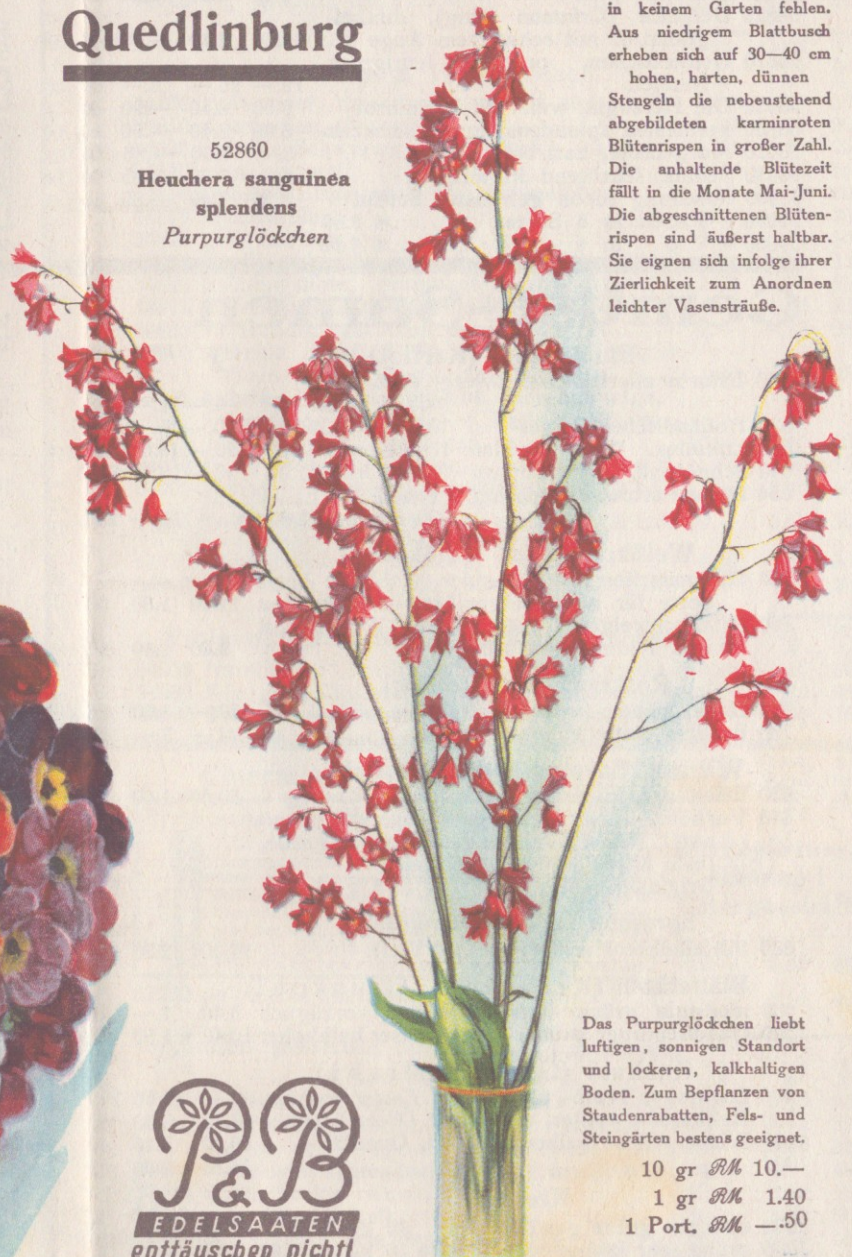 Quedlinburg
52860
Heuchera sanguinea
splendens
Purpurglöckchen
in keinem Garten fehlen.
Aus niedrigem Blattbusch
erheben sich auf 30—40 cm
hohen, harten, dünnen
Stengeln die nebenstehend
abgebildeten karminroten
Blütenrispen in großer Zahl.
Die anhaltende Blütezeit
fällt in die Monate Mai-Juni.
Die abgeschnittenen Blüten-
rispen sind äußerst haltbar.
Sie eignen sich infolge ihrer
Zierlichkeit zum Anordnen
leichter Vasensträuße.
Das Purpurglöckchen liebt
luftigen, sonnigen Standort
und lockeren, kalkhaltigen
Boden. Zum Bepflanzen von
Staudenrabatten, Fels- und
Steingärten bestens geeignet.
10 gr RM 10.—
1 gr RM 1.40
1 Port. RM —.50
P & B
EDELSAATEN
enttäuschen nicht!